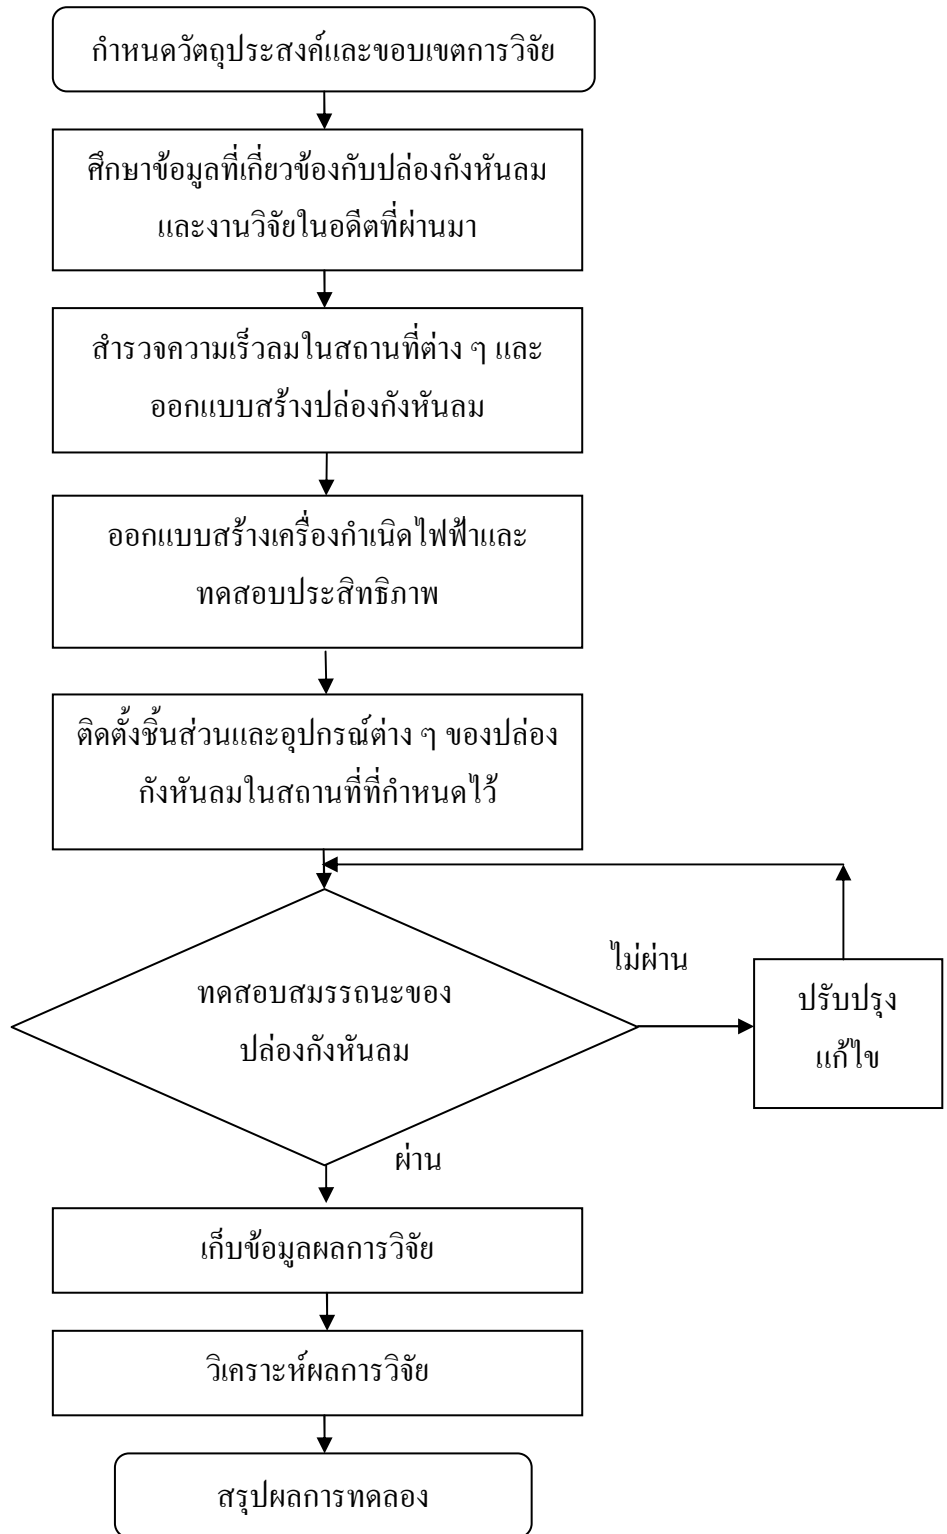 กำหนดวัตถุประสงค์และขอบเขตการวิจัย
ศึกษาข้อมูลที่เกี่ยวข้องกับปล่องกังหันลม
และงานวิจัยในอดีตที่ผ่านมา
สำรวจความเร็วลมในสถานที่ต่าง ๆ และ
ออกแบบสร้างปล่องกังหันลม
ออกแบบสร้างเครื่องกำเนิดไฟฟ้าและ
ทดสอบประสิทธิภาพ
ติดตั้งชิ้นส่วนและอุปกรณ์ต่าง ๆ ของปล่อง
กังหันลมในสถานที่ที่กำหนดไว้
ทดสอบสมรรถนะของ
ปล่องกังหันลม
ไม่ผ่าน
ปรับปรุง
แก้ไข
ผ่าน
เก็บข้อมูลผลการวิจัย
วิเคราะห์ผลการวิจัย
สรุปผลการทดลอง